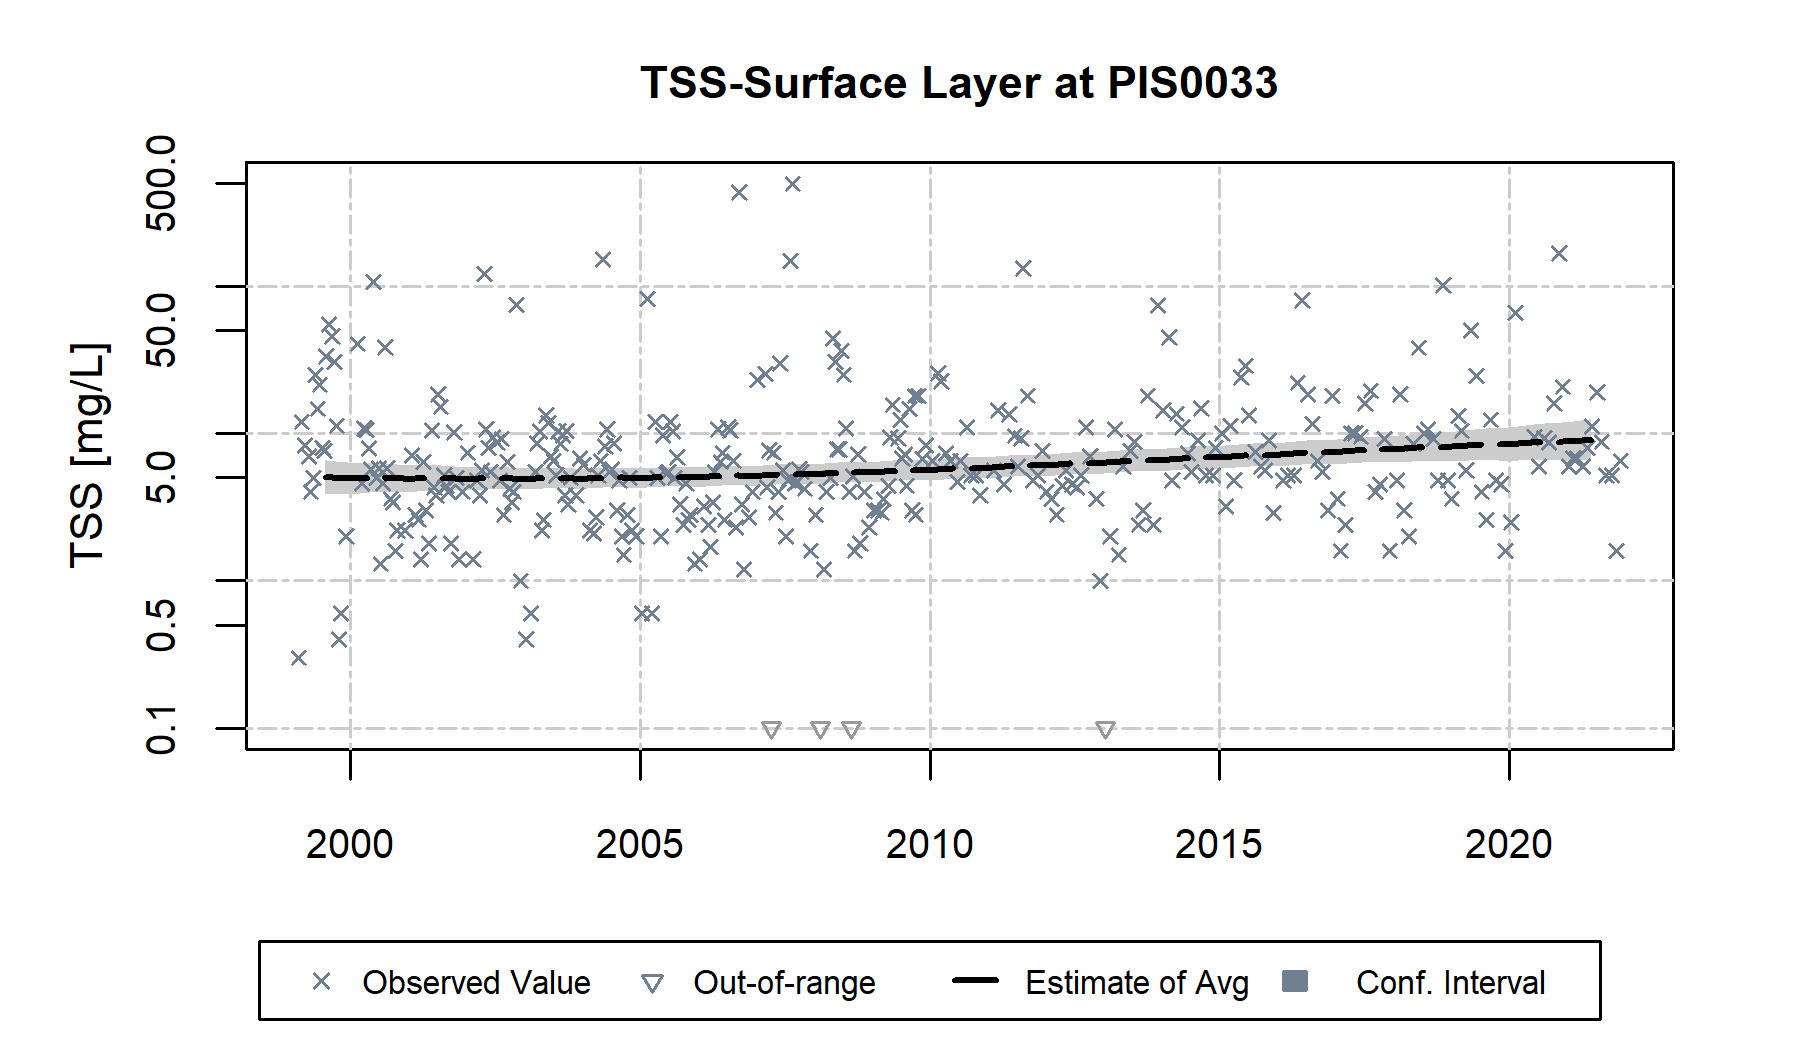 TSS-Surface Layer at PIS0033
TSS [mg/L]
500.0
50.0
5.0
0.5
0.1
2000 2005 2010 2015 2020
Observed Value Out-of-range Estimate of Avg Conf. Interval